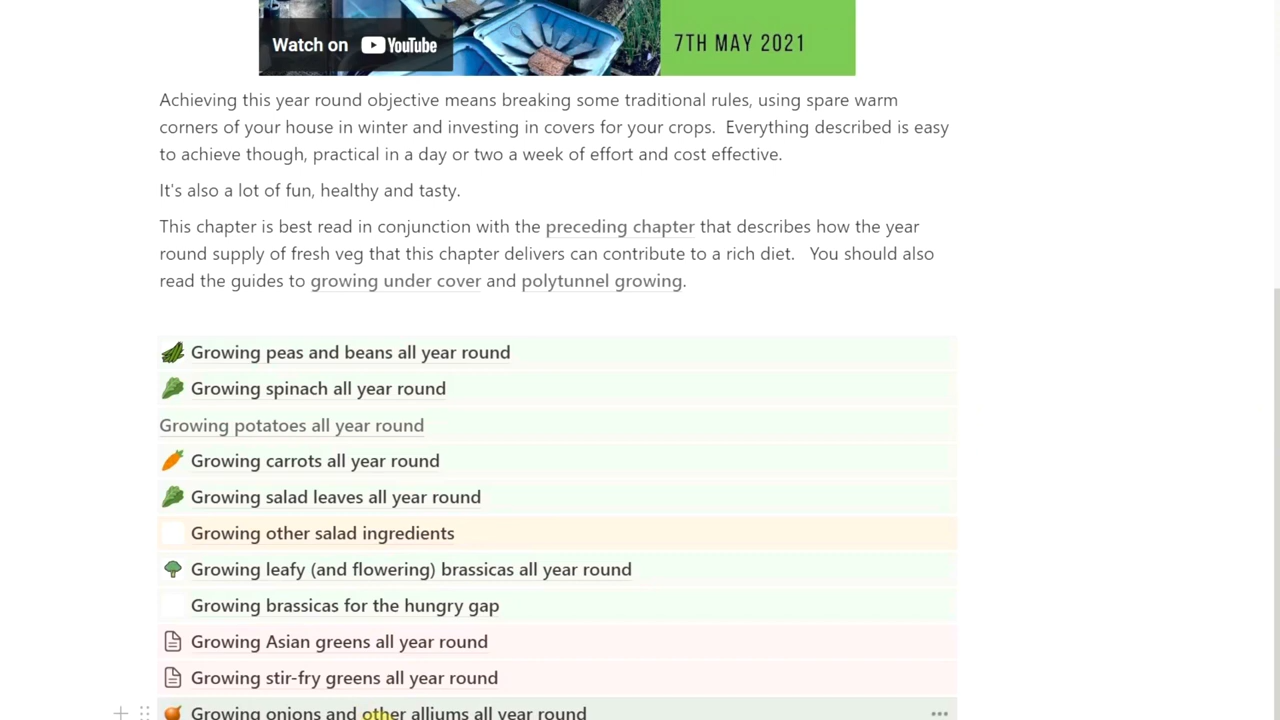 Watch on YouTube
7TH MAY 2021
Achieving this year round objective means breaking some traditional rules, using spare warm
corners of your house in winter and investing in covers for your crops.  Everything described is easy
to achieve though, practical in a day or two a week of effort and cost effective.
It's also a lot of fun, healthy and tasty.
This chapter is best read in conjunction with the preceding chapter that describes how the year
round supply of fresh veg that this chapter delivers can contribute to a rich diet.   You should also
read the guides to growing under cover and polytunnel growing.
Growing peas and beans all year round
Growing spinach all year round
Growing potatoes all year round
Growing carrots all year round
Growing salad leaves all year round
Growing other salad ingredients
Growing leafy (and flowering) brassicas all year round
Growing brassicas for the hungry gap
Growing Asian greens all year round
Growing stir-fry greens all year round
Growing onions and other alliums all year round